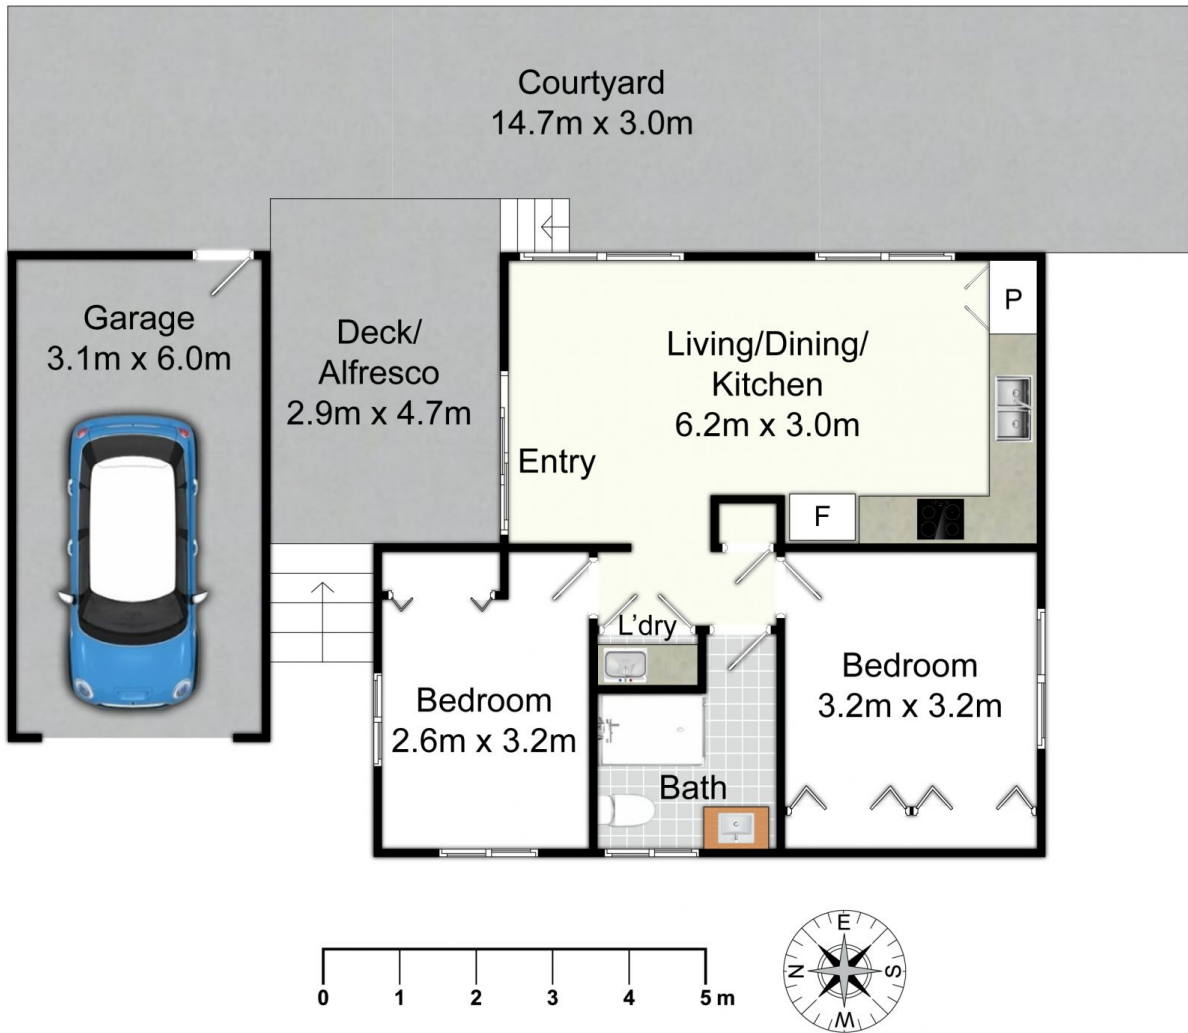 Courtyard
14.7m x 3.0m
Garage
3.1m x 6.0m
Deck/
Alfresco
2.9m x 4.7m
Living/Dining/
Kitchen
6.2m x 3.0m
P
Entry
F
L'dry
Bedroom
2.6m x 3.2m
Bedroom
3.2m x 3.2m
Bath
0 1 2 3 4 5 m
E
N S
W